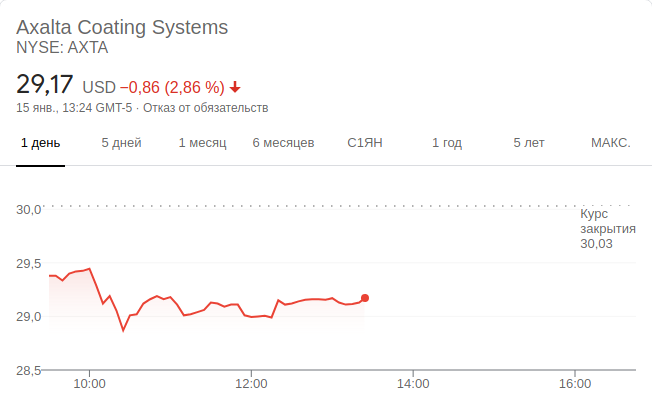 Axalta Coating Systems
NYSE: AXTA
29,17 USD −0,86 (2,86 %)
15 янв., 13:24 GMT-5 · Отказ от обязательств
1 день 5 дней 1 месяц 6 месяцев С1ЯН 1 год 5 лет МАКС.
30,0
Курс
закрытия
30,03
29,5
29,0
28,5
10:00 12:00 14:00 16:00